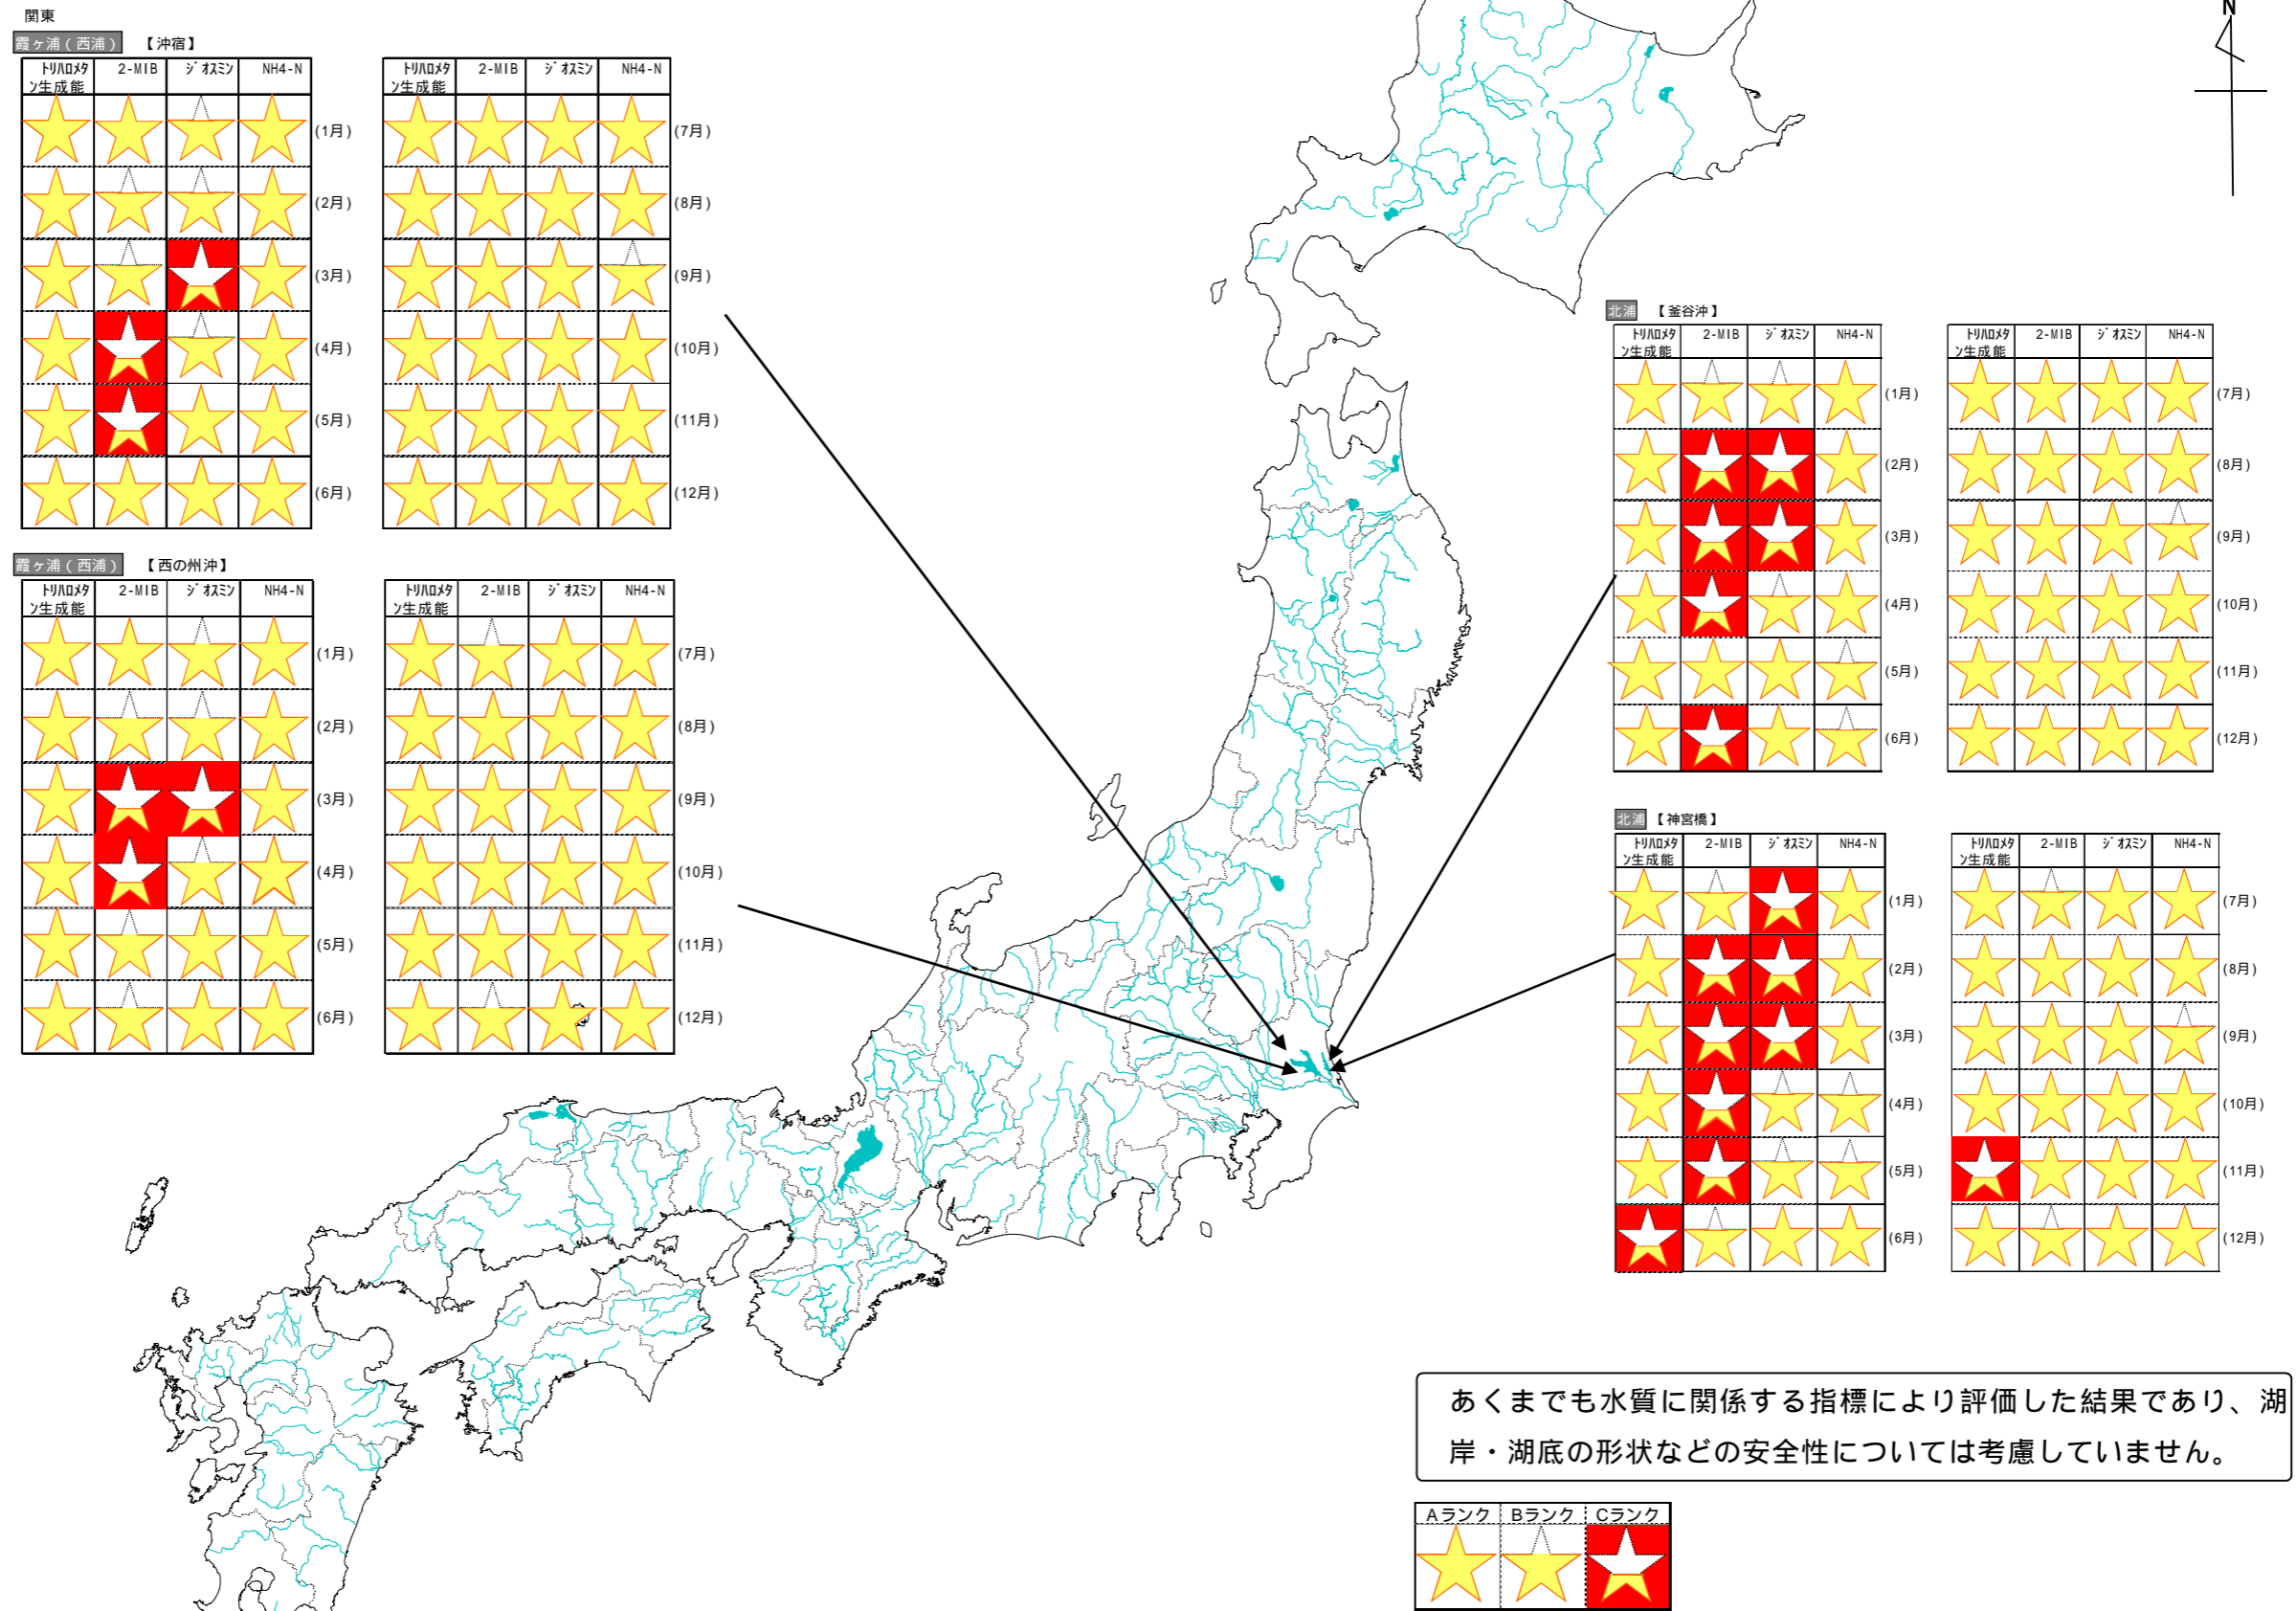 関東
霞ヶ浦(西浦) 【沖宿】
トリハロメタ 2-MIB ジオスミン NH4-N
ン生成能
(1月)
(2月)
(3月)
(4月)
(5月)
(6月)
トリハロメタ 2-MIB ジオスミン NH4-N
ン生成能
(7月)
(8月)
(9月)
(10月)
(11月)
(12月)
霞ヶ浦(西浦) 【西の州沖】
トリハロメタ 2-MIB ジオスミン NH4-N
ン生成能
(1月)
(2月)
(3月)
(4月)
(5月)
(6月)
トリハロメタ 2-MIB ジオスミン NH4-N
ン生成能
(7月)
(8月)
(9月)
(10月)
(11月)
(12月)
N
北浦 【釜谷沖】
トリハロメタ 2-MIB ジオスミン NH4-N
ン生成能
(1月)
(2月)
(3月)
(4月)
(5月)
(6月)
トリハロメタ 2-MIB ジオスミン NH4-N
ン生成能
(7月)
(8月)
(9月)
(10月)
(11月)
(12月)
北浦 【神宮橋】
トリハロメタ 2-MIB ジオスミン NH4-N
ン生成能
(1月)
(2月)
(3月)
(4月)
(5月)
(6月)
トリハロメタ 2-MIB ジオスミン NH4-N
ン生成能
(7月)
(8月)
(9月)
(10月)
(11月)
(12月)
あくまでも水質に関係する指標により評価した結果であり、湖
岸・湖底の形状などの安全性については考慮していません。
Aランク Bランク Cランク